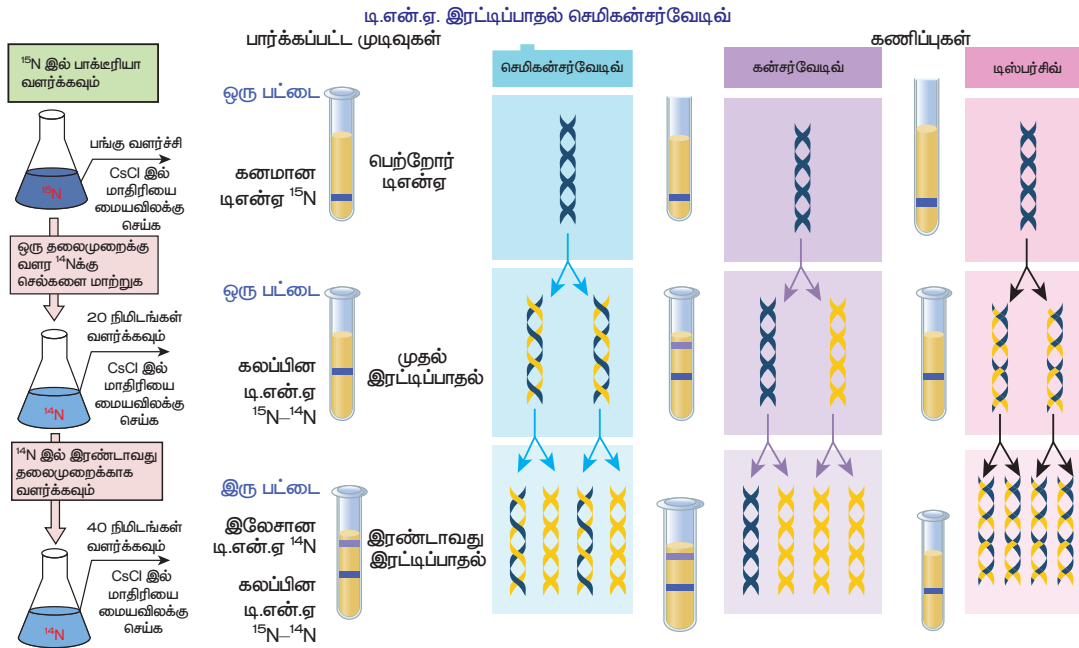 டி.என்.ஏ. இரட்டிப்பாதல் செமிகன்சர்வேடிவ்
பார்க்கப்பட்ட முடிவுகள்
கணிப்புகள்
செமிகன்சர்வேடிவ்
கன்சர்வேடிவ்
டிஸ்பர்சிவ்
¹⁵N இல் பாக்டீரியா
வளர்க்கவும்
பங்கு வளர்ச்சி
CsCl இல்
மாதிரியை
மையவிலக்கு
செய்க
¹⁵N
ஒரு பட்டை
கனமான
டிஎன்ஏ ¹⁵N
பெற்றோர்
டிஎன்ஏ
ஒரு தலைமுறைக்கு
வளர ¹⁴Nக்கு
செல்களை மாற்றுக
20 நிமிடங்கள்
வளர்க்கவும்
CsCl இல்
மாதிரியை
மையவிலக்கு
செய்க
¹⁴N
ஒரு பட்டை
கலப்பின
டி.என்.ஏ
¹⁵N–¹⁴N
முதல்
இரட்டிப்பாதல்
¹⁴N இல் இரண்டாவது
தலைமுறைக்காக
வளர்க்கவும்
40 நிமிடங்கள்
வளர்க்கவும்
CsCl இல்
மாதிரியை
மையவிலக்கு
செய்க
¹⁴N
இரு பட்டை
இலேசான
டி.என்.ஏ ¹⁴N
கலப்பின
டி.என்.ஏ
¹⁵N–¹⁴N
இரண்டாவது
இரட்டிப்பாதல்